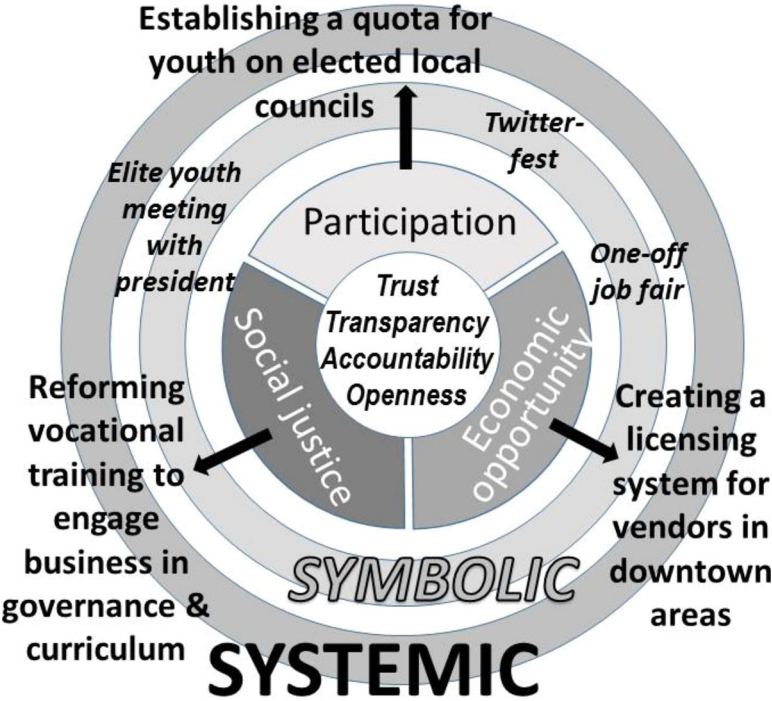 Establishing a quota for
youth on elected local
councils
Twitter-
fest
Elite youth
meeting
with
president
Participation
One-off
job fair
Trust
Transparency
Accountability
Openness
Social justice
Economic
opportunity
Reforming
vocational
training to
engage
business in
governance &
curriculum
Creating a
licensing
system for
vendors in
downtown
areas
SYMBOLIC
SYSTEMIC